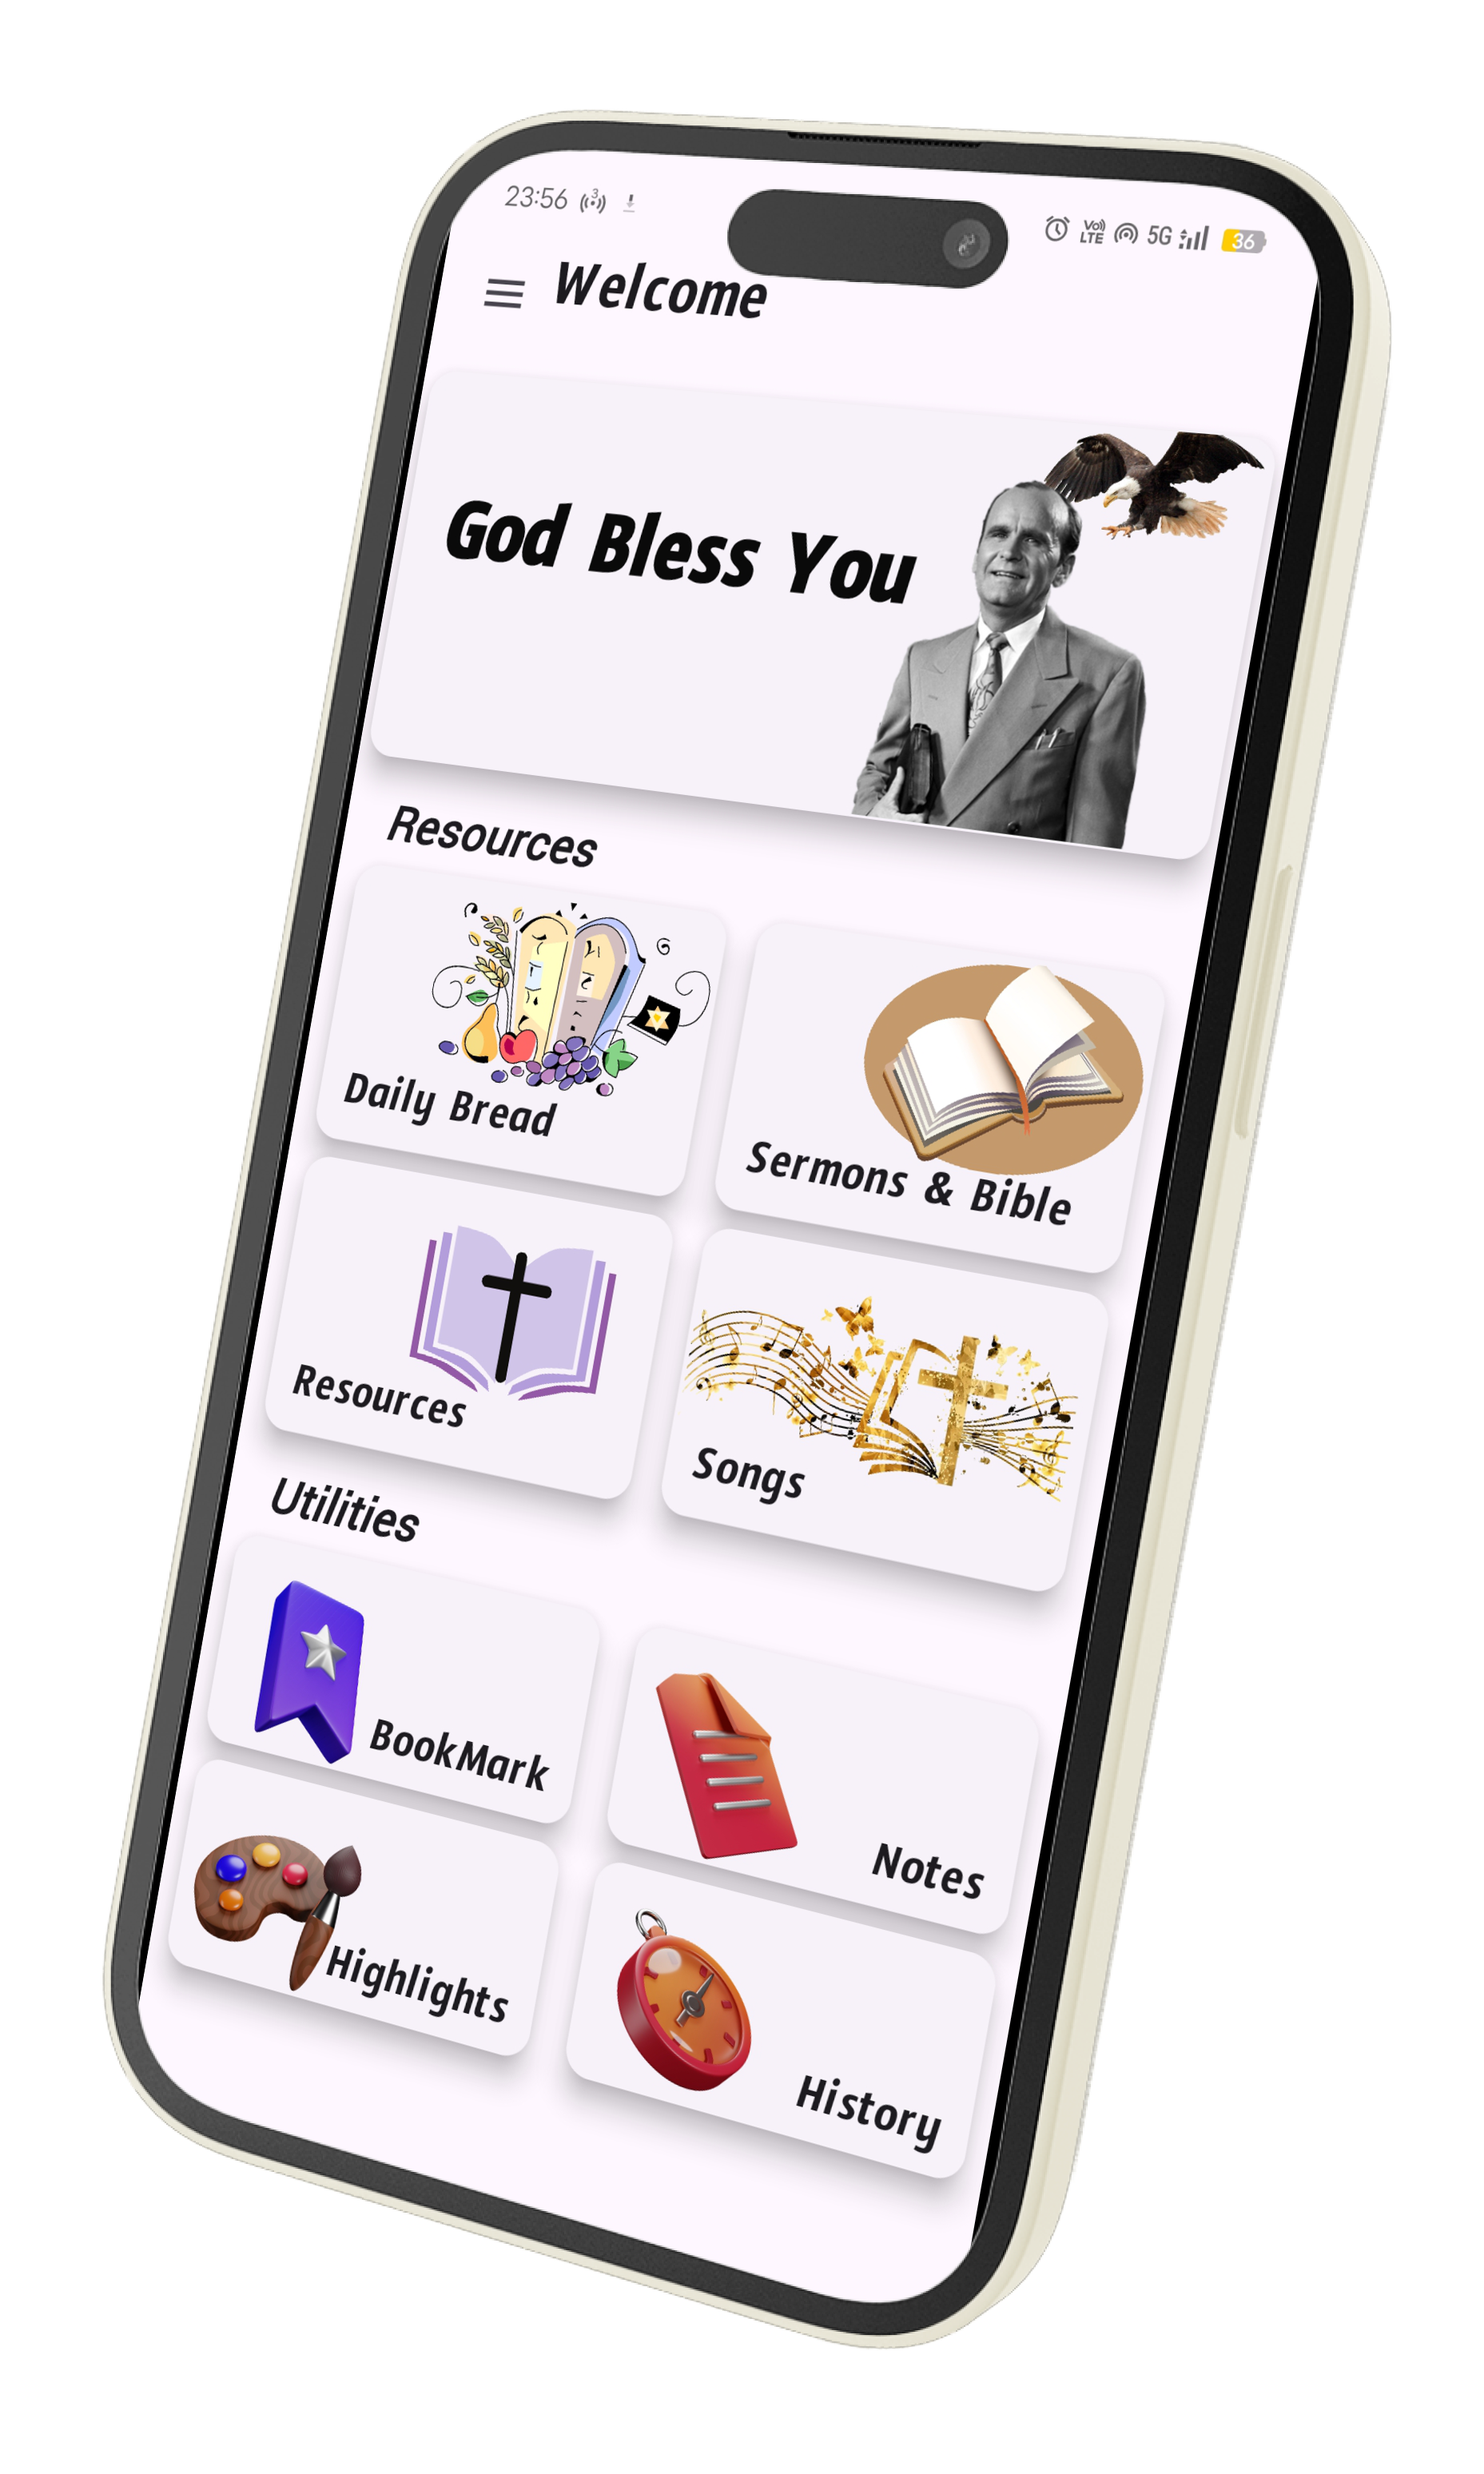 23:56 3 Vo) LTE 5G 36
Welcome
God Bless You
Resources
Daily Bread
Sermons & Bible
Resources
Songs
Utilities
BookMark
Notes
Highlights
History